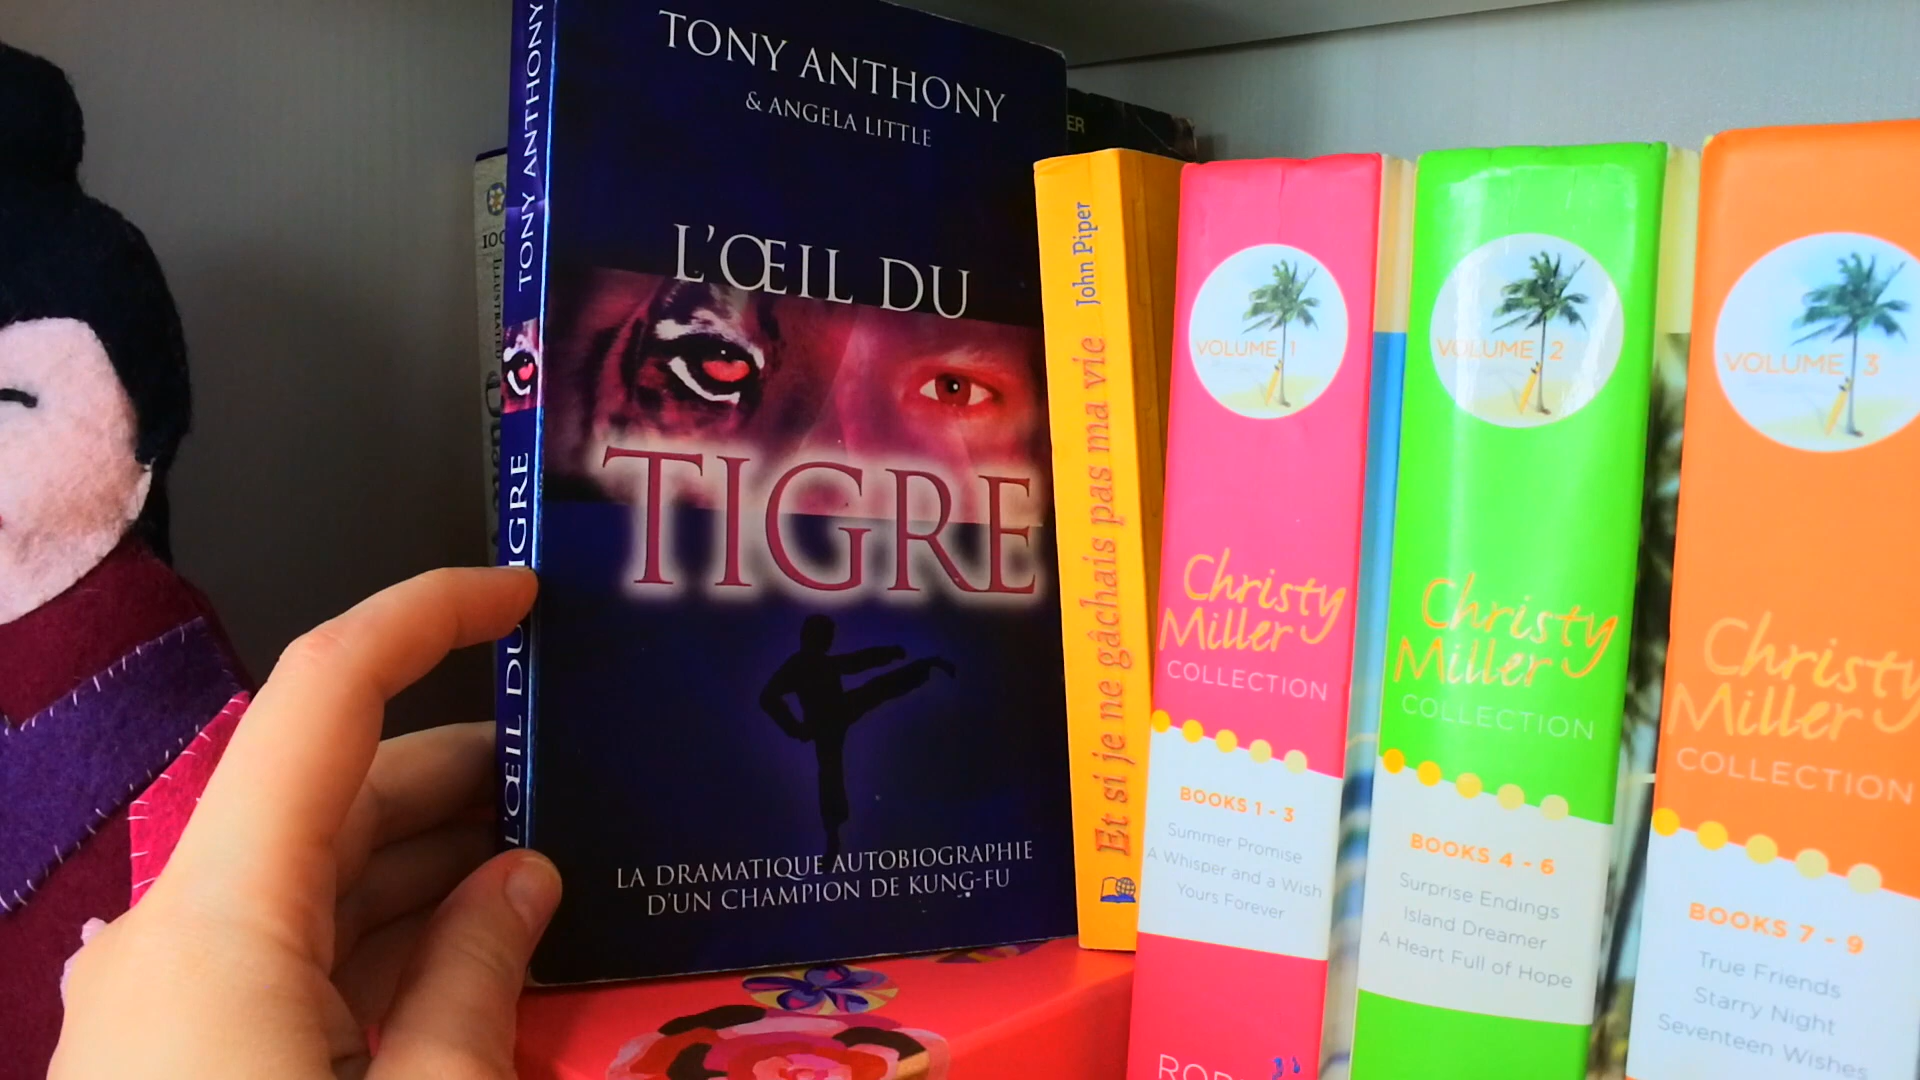 TONY ANTHONY
& ANGELA LITTLE
L'ŒIL DU
TIGRE
LA DRAMATIQUE AUTOBIOGRAPHIE
D'UN CHAMPION DE KUNG-FU
L'ŒIL DU TIGRE TONY ANTHONY
100 ILLUSTRATED
ER
Et si je ne gâchais pas ma vie John Piper
VOLUME 1
Christy
Miller
COLLECTION
BOOKS 1 - 3
Summer Promise
A Whisper and a Wish
Yours Forever
VOLUME 2
Christy
Miller
COLLECTION
BOOKS 4 - 6
Surprise Endings
Island Dreamer
A Heart Full of Hope
VOLUME 3
Christy
Miller
COLLECTION
BOOKS 7 - 9
True Friends
Starry Night
Seventeen Wishes